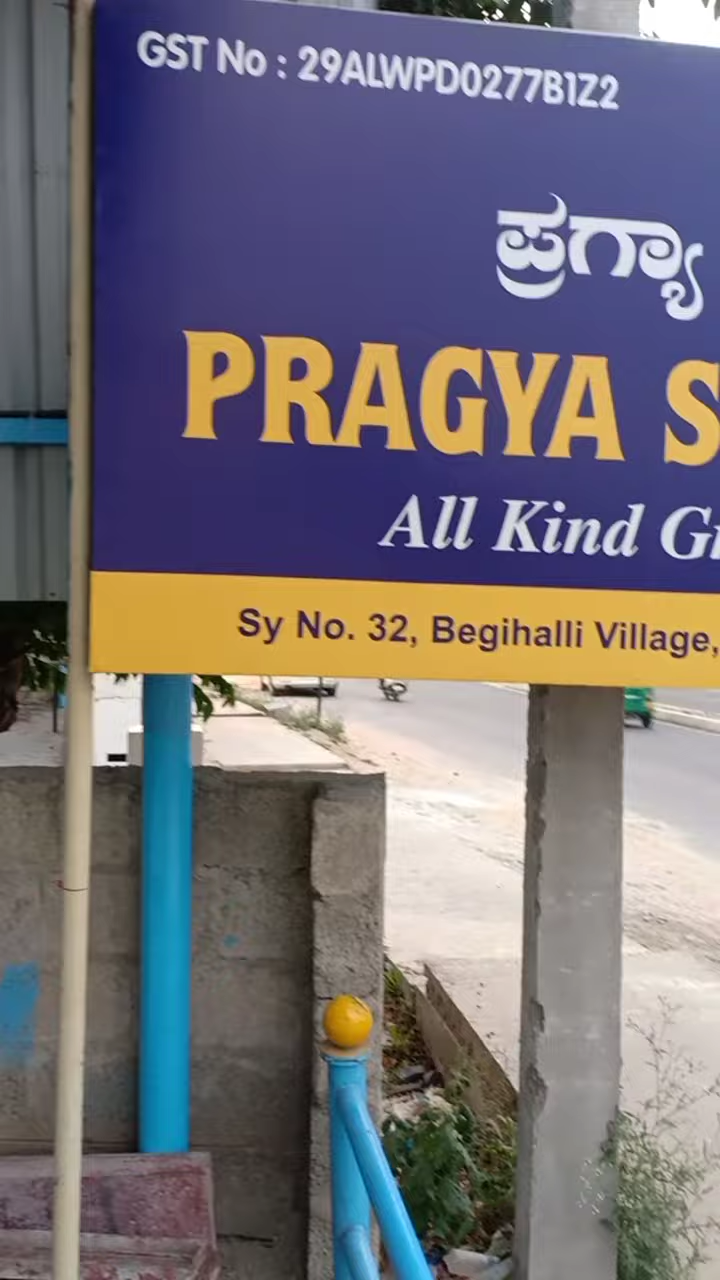 GST No : 29ALWPD0277B1Z2
ಪ್ರಗ್ಯಾ
PRAGYA S
All Kind
Sy No. 32, Begihalli Village,